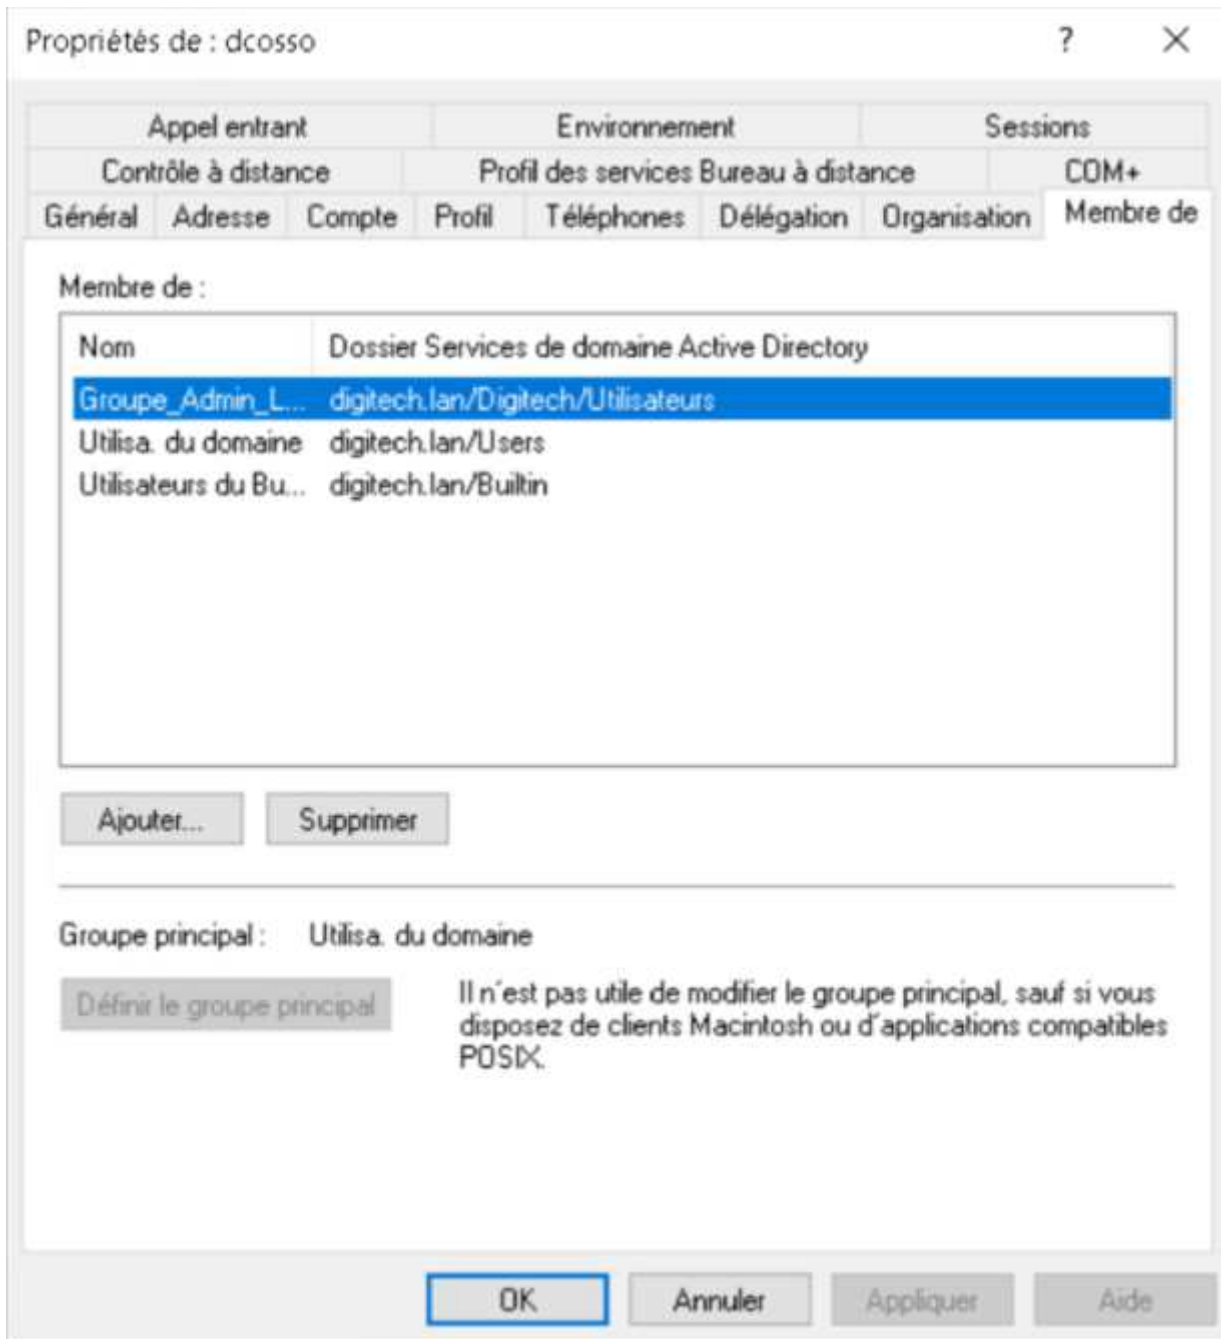 Propriétés de : dcosso ?
Appel entrant Environnement Sessions
Contrôle à distance Profil des services Bureau à distance COM+
Général Adresse Compte Profil Téléphones Délégation Organisation Membre de
Membre de :
Nom Dossier Services de domaine Active Directory
Groupe_Admin_L... digitech.lan/Digitech/Utilisateurs
Utilisa. du domaine digitech.lan/Users
Utilisateurs du Bu... digitech.lan/Builtin
Ajouter... Supprimer
Groupe principal : Utilisa. du domaine
Définir le groupe principal
Il n'est pas utile de modifier le groupe principal, sauf si vous
disposez de clients Macintosh ou d'applications compatibles
POSIX.
OK Annuler Appliquer Aide